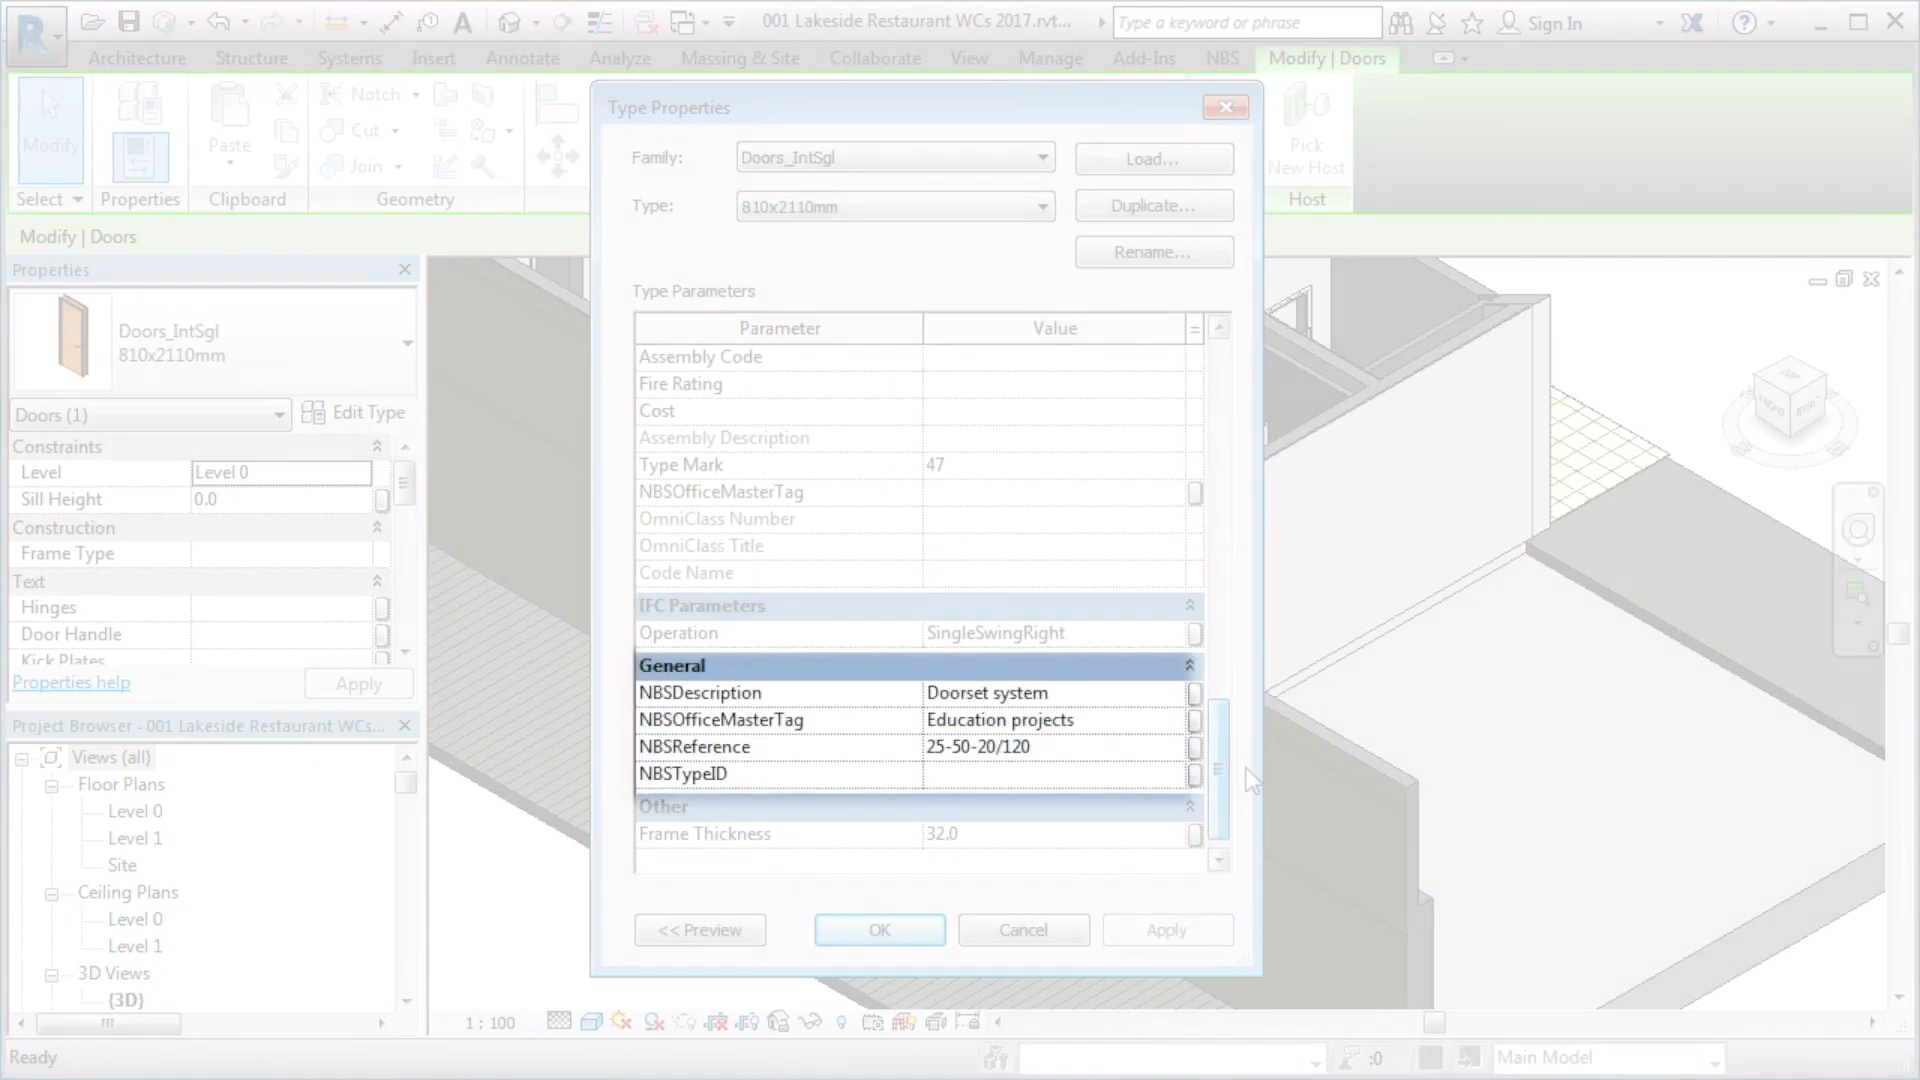 001 Lakeside Restaurant WCs 2017.rvt...
Type a keyword or phrase
Sign In
Architecture
Structure
Systems
Insert
Annotate
Analyze
Massing & Site
Collaborate
View
Manage
Add-Ins
NBS
Modify | Doors
Modify
Paste
Notch
Cut
Join
Pick
New Host
Select
Properties
Clipboard
Geometry
Host
Modify | Doors
Properties
Doors_IntSgl
810x2110mm
Doors (1)
Edit Type
Constraints
Level
Level 0
Sill Height
0.0
Construction
Frame Type
Text
Hinges
Door Handle
Kick Plates
Properties help
Apply
Project Browser - 001 Lakeside Restaurant WCs...
Views (all)
Floor Plans
Level 0
Level 1
Site
Ceiling Plans
Level 0
Level 1
3D Views
{3D}
Type Properties
Family:
Doors_IntSgl
Load...
Type:
810x2110mm
Duplicate...
Rename...
Type Parameters
Parameter
Value
=
Assembly Code
Fire Rating
Cost
Assembly Description
Type Mark
47
NBSOfficeMasterTag
OmniClass Number
OmniClass Title
Code Name
IFC Parameters
Operation
SingleSwingRight
General
NBSDescription
Doorset system
NBSOfficeMasterTag
Education projects
NBSReference
25-50-20/120
NBSTypeID
Other
Frame Thickness
32.0
<< Preview
OK
Cancel
Apply
TOP
FRONT
1 : 100
Ready
:0
Main Model